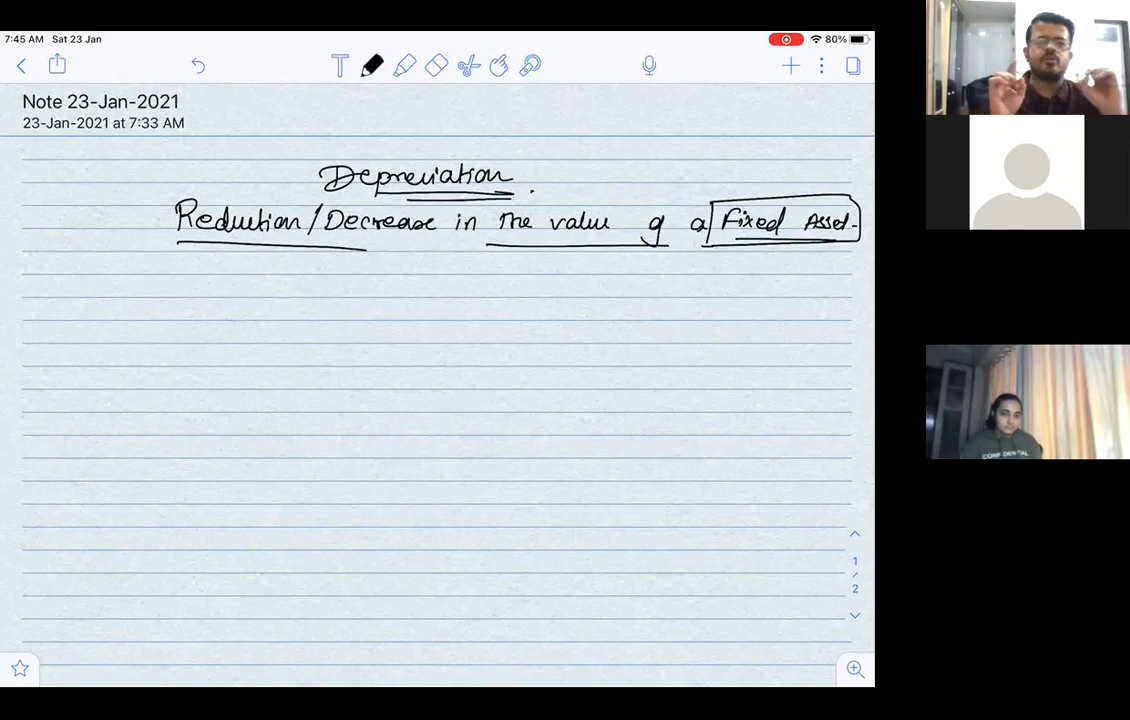 7:45 AM Sat 23 Jan
80%
Note 23-Jan-2021
23-Jan-2021 at 7:33 AM
Depreciation.
Reduction/Decrease in the value of a Fixed Asset.
1
/
2
CONFIDENTIAL